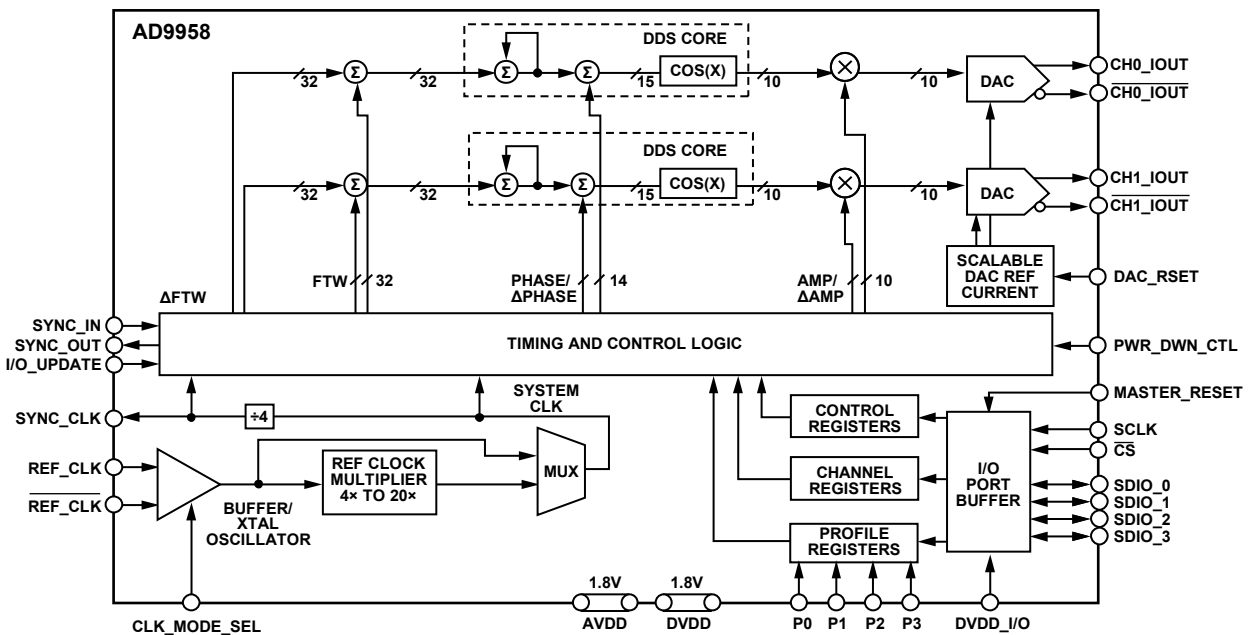 AD9958
DDS CORE
32
Σ
32
Σ
Σ
15
COS(X)
10
10
DAC
CH0_IOUT
CH0_IOUT
DDS CORE
32
Σ
32
Σ
Σ
15
COS(X)
10
10
DAC
CH1_IOUT
CH1_IOUT
SCALABLE
DAC REF
CURRENT
DAC_RSET
ΔFTW
FTW
32
PHASE/
ΔPHASE
14
AMP/
ΔAMP
10
SYNC_IN
SYNC_OUT
I/O_UPDATE
TIMING AND CONTROL LOGIC
PWR_DWN_CTL
SYNC_CLK
÷4
SYSTEM
CLK
REF_CLK
REF_CLK
BUFFER/
XTAL
OSCILLATOR
REF CLOCK
MULTIPLIER
4× TO 20×
MUX
CONTROL
REGISTERS
CHANNEL
REGISTERS
PROFILE
REGISTERS
I/O
PORT
BUFFER
MASTER_RESET
SCLK
CS
SDIO_0
SDIO_1
SDIO_2
SDIO_3
1.8V
1.8V
CLK_MODE_SEL
AVDD
DVDD
P0
P1
P2
P3
DVDD_I/O